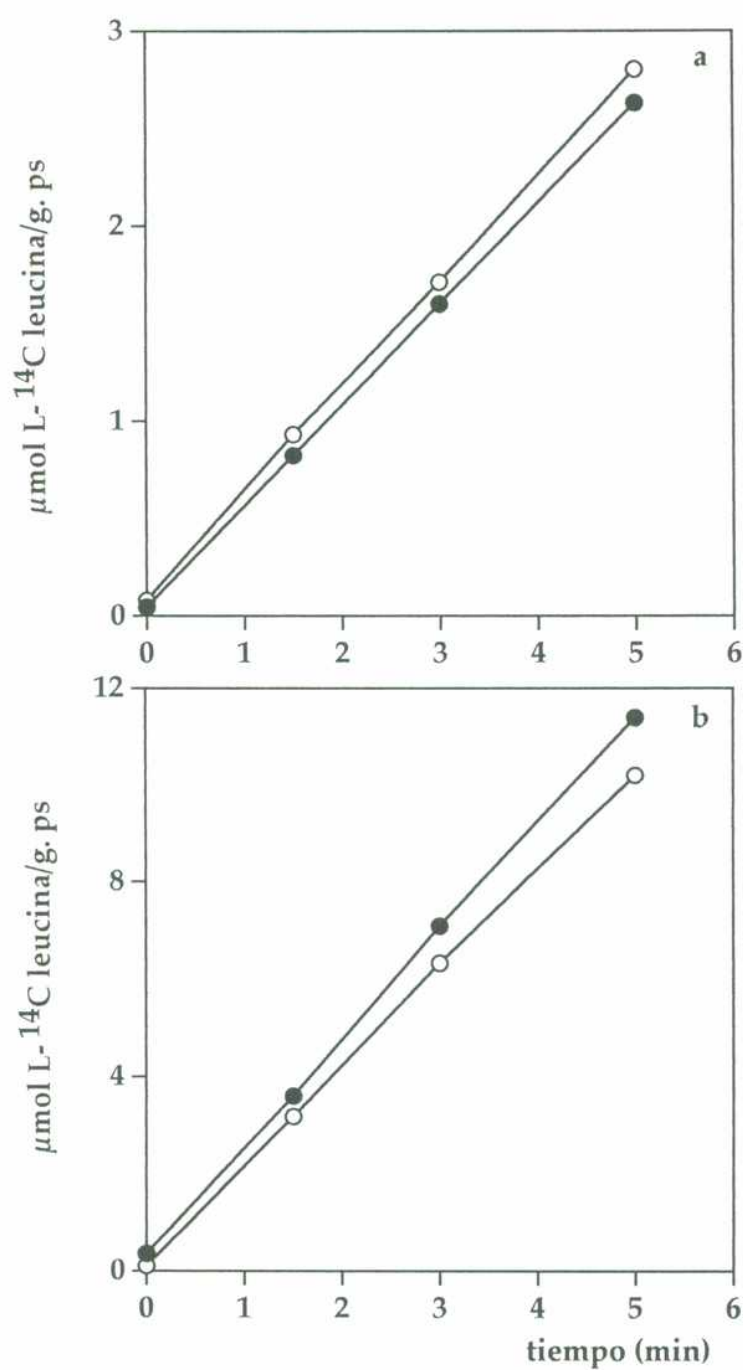 3
a
2
1
0
0 1 2 3 4 5 6
µmol L- ¹⁴C leucina/g. ps
12
b
8
4
0
0 1 2 3 4 5 6
µmol L- ¹⁴C leucina/g. ps
tiempo (min)